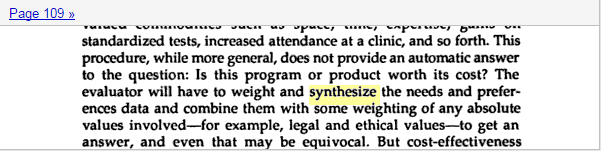 Page 109 »
valued commodities such as space, time, expertise, gains on
standardized tests, increased attendance at a clinic, and so forth. This
procedure, while more general, does not provide an automatic answer
to the question: Is this program or product worth its cost? The
evaluator will have to weight and synthesize the needs and prefer-
ences data and combine them with some weighting of any absolute
values involved—for example, legal and ethical values—to get an
answer, and even that may be equivocal. But cost-effectiveness